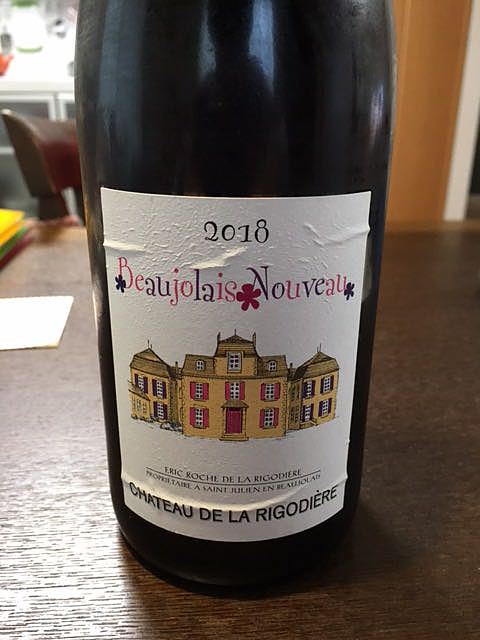 2018
Beaujolais Nouveau
ERIC ROCHE DE LA RIGODIÈRE
PROPRIÉTAIRE A SAINT JULIEN EN BEAUJOLAIS
CHATEAU DE LA RIGODIÈRE